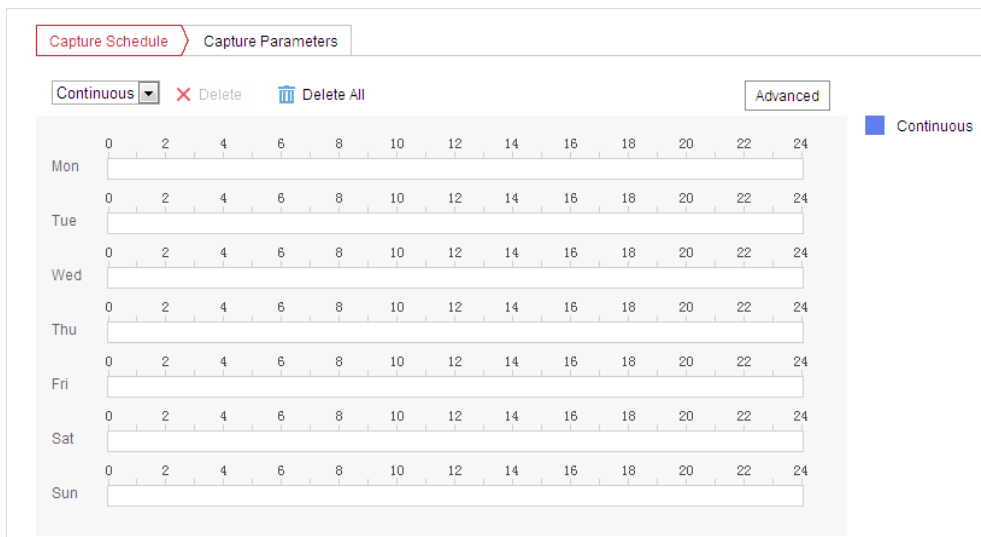 Capture Schedule Capture Parameters
Continuous Delete Delete All Advanced
Continuous
0 2 4 6 8 10 12 14 16 18 20 22 24
Mon
0 2 4 6 8 10 12 14 16 18 20 22 24
Tue
0 2 4 6 8 10 12 14 16 18 20 22 24
Wed
0 2 4 6 8 10 12 14 16 18 20 22 24
Thu
0 2 4 6 8 10 12 14 16 18 20 22 24
Fri
0 2 4 6 8 10 12 14 16 18 20 22 24
Sat
0 2 4 6 8 10 12 14 16 18 20 22 24
Sun